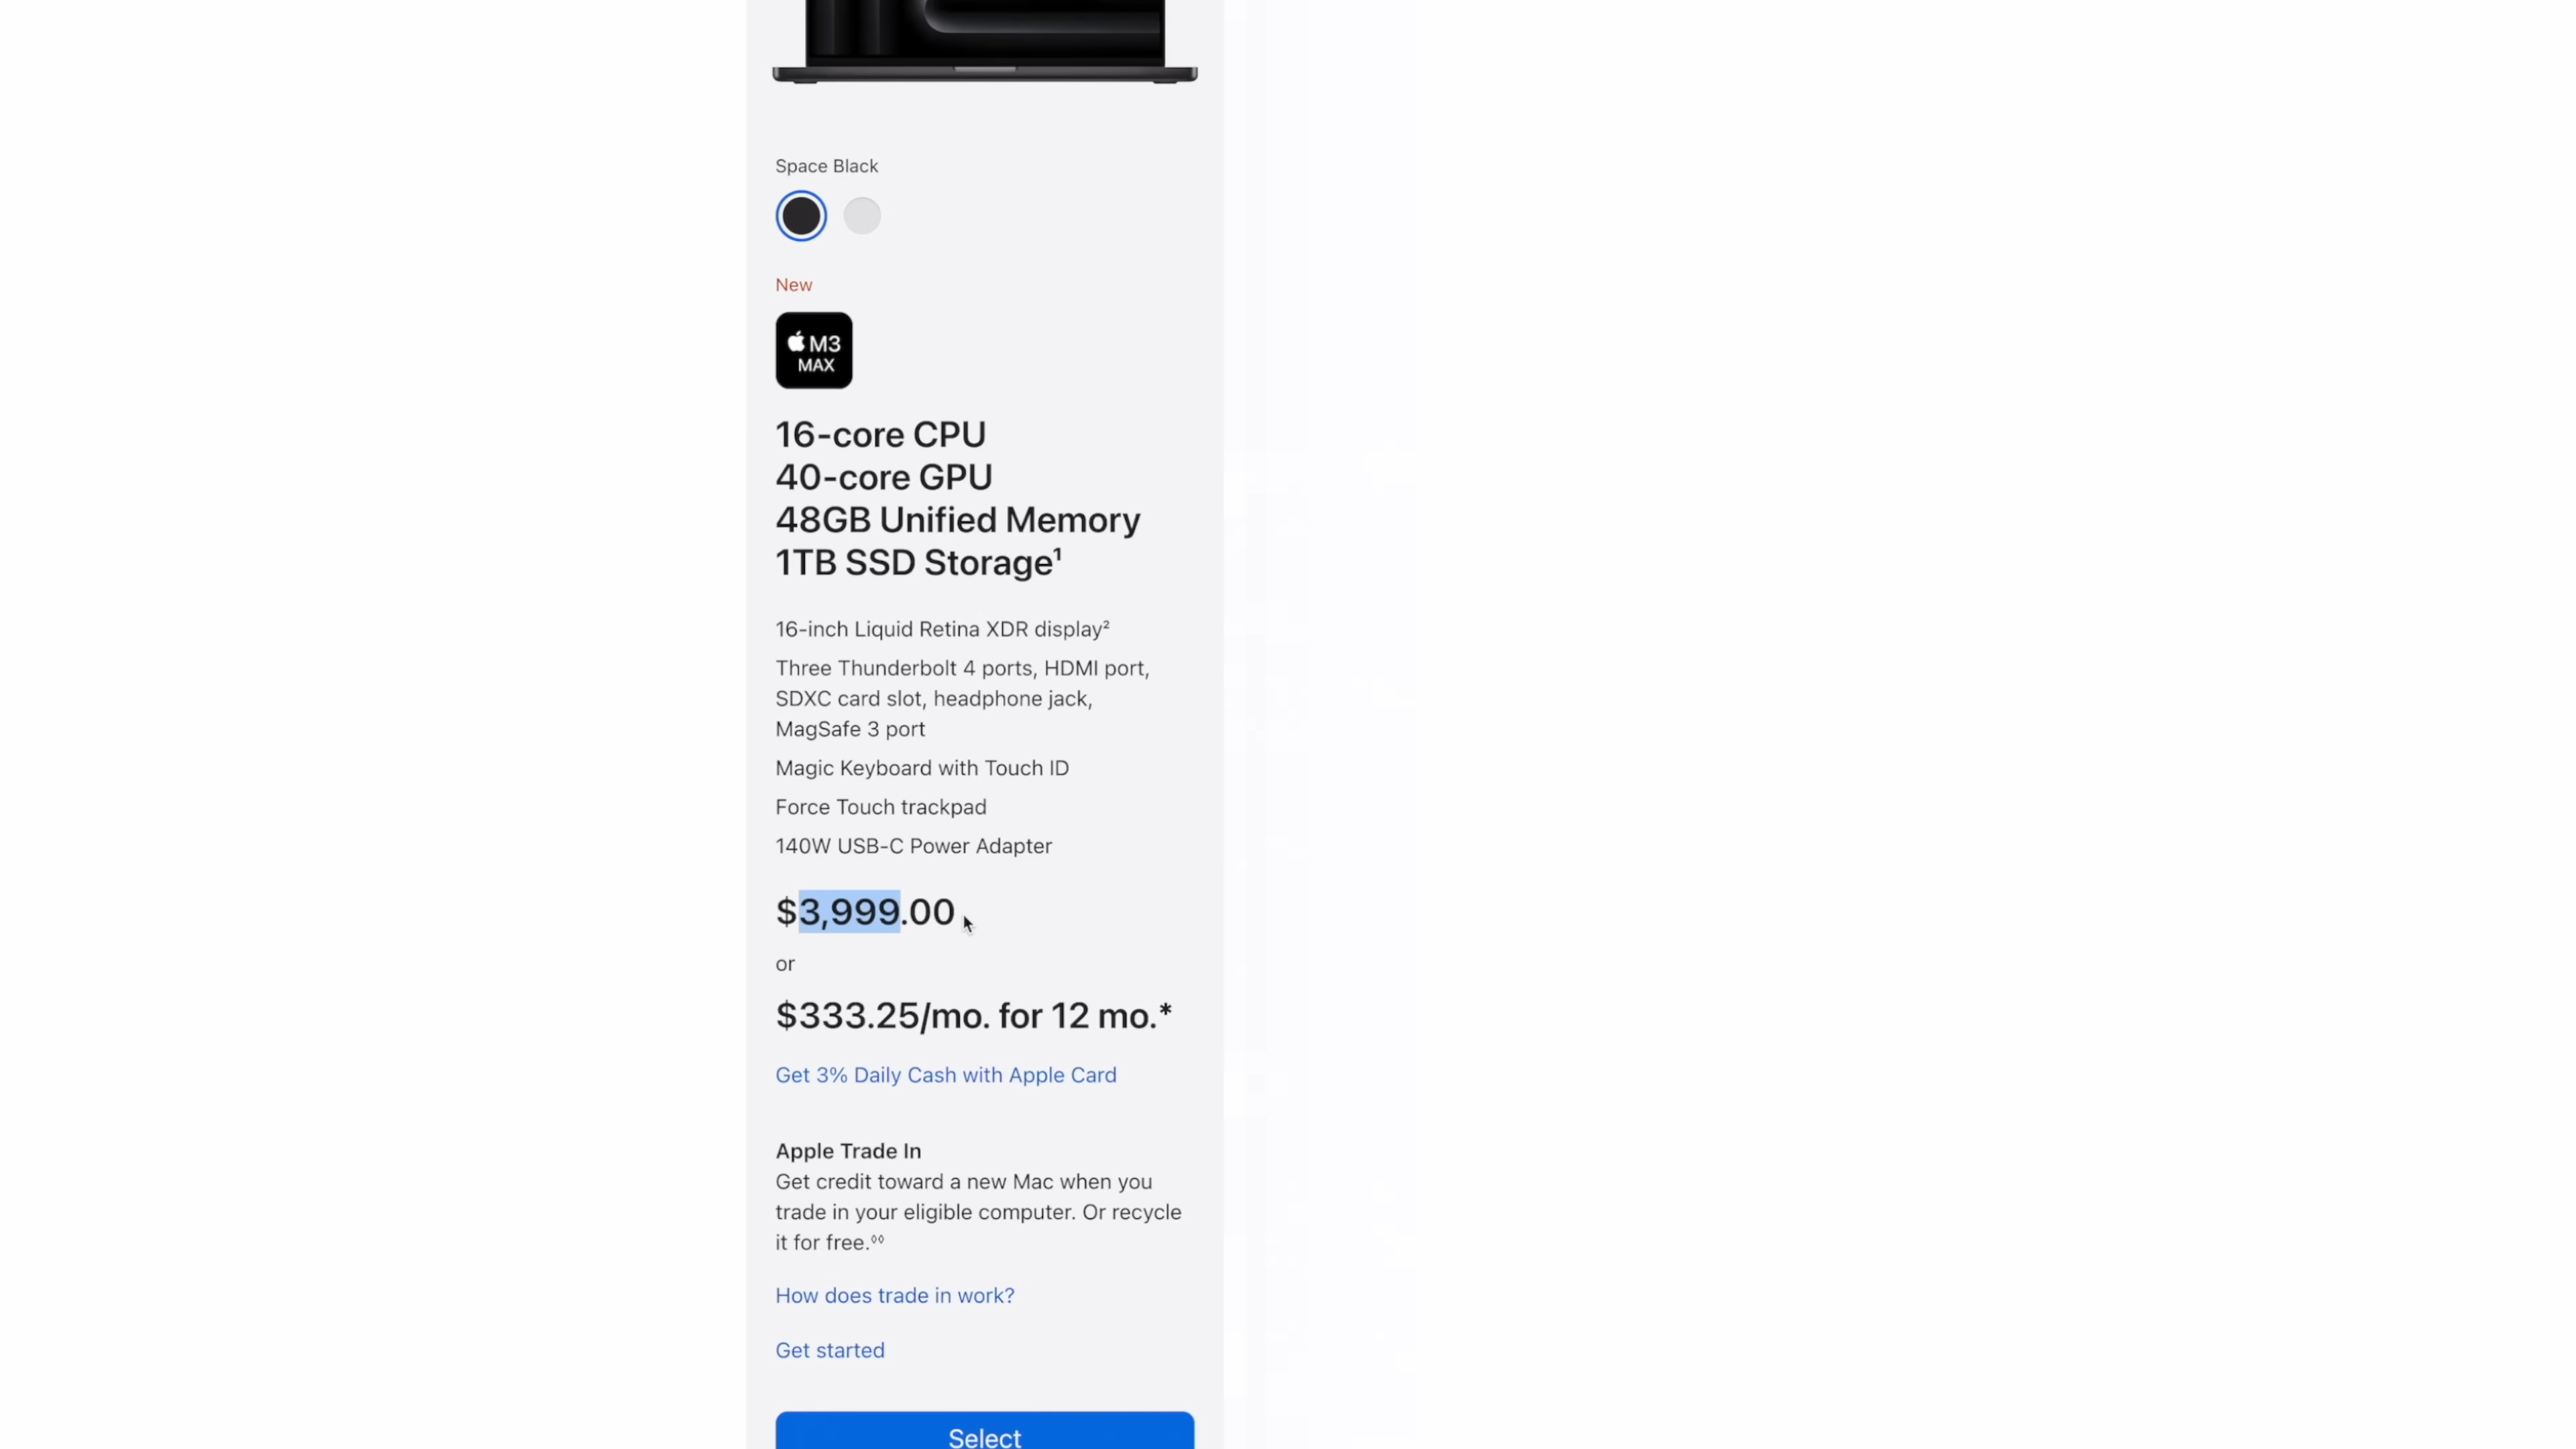 Space Black
New
M3
MAX
16-core CPU
40-core GPU
48GB Unified Memory
1TB SSD Storage¹
16-inch Liquid Retina XDR display²
Three Thunderbolt 4 ports, HDMI port,
SDXC card slot, headphone jack,
MagSafe 3 port
Magic Keyboard with Touch ID
Force Touch trackpad
140W USB-C Power Adapter
$3,999.00
or
$333.25/mo. for 12 mo.*
Get 3% Daily Cash with Apple Card
Apple Trade In
Get credit toward a new Mac when you
trade in your eligible computer. Or recycle
it for free.◊◊
How does trade in work?
Get started
Select